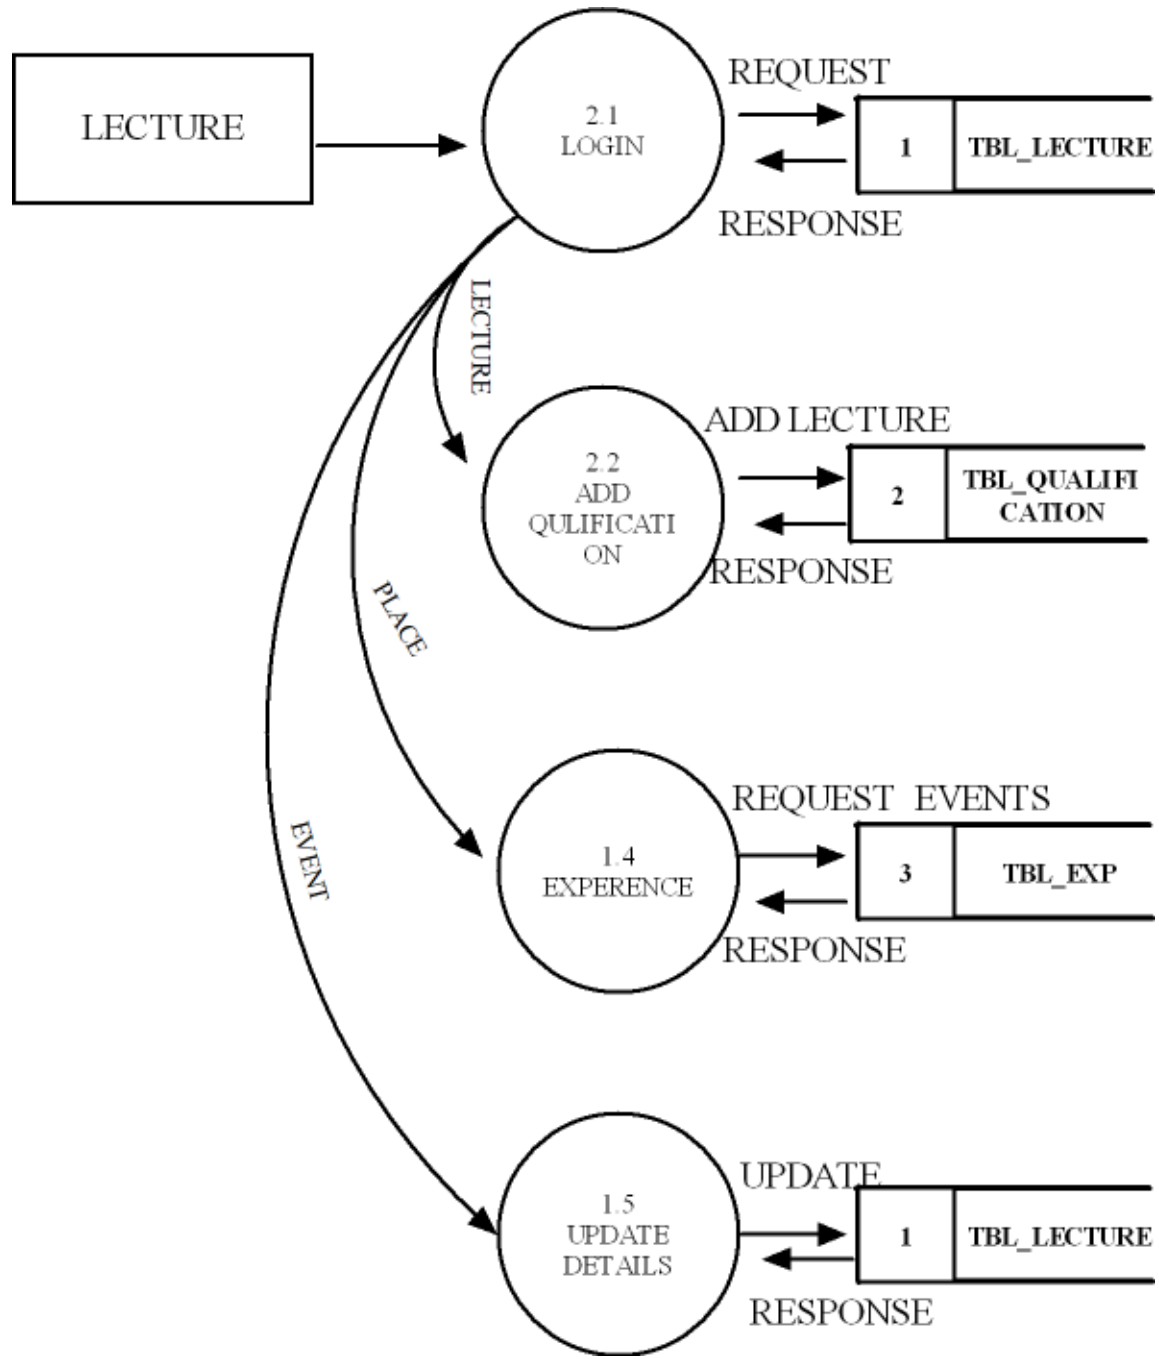 LECTURE
2.1
LOGIN
REQUEST
1
TBL_LECTURE
RESPONSE
LECTURE
2.2
ADD
QULIFICATI
ON
ADD LECTURE
2
TBL_QUALIFI
CATION
RESPONSE
PLACE
1.4
EXPERENCE
REQUEST EVENTS
3
TBL_EXP
RESPONSE
EVENT
1.5
UPDATE
DETAILS
UPDATE
1
TBL_LECTURE
RESPONSE